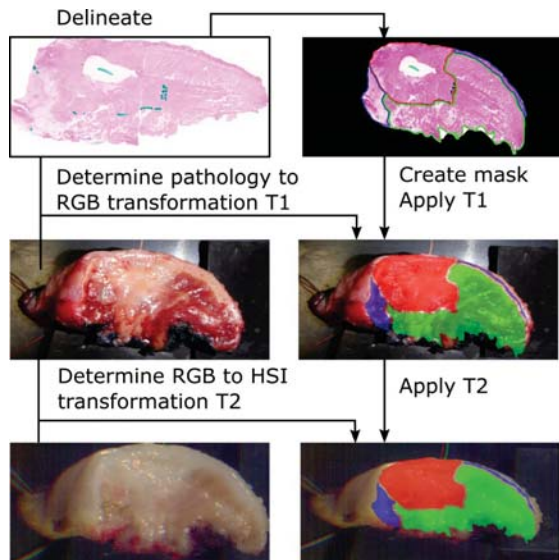 Delineate
Determine pathology to
RGB transformation T1
Create mask
Apply T1
Determine RGB to HSI
transformation T2
Apply T2